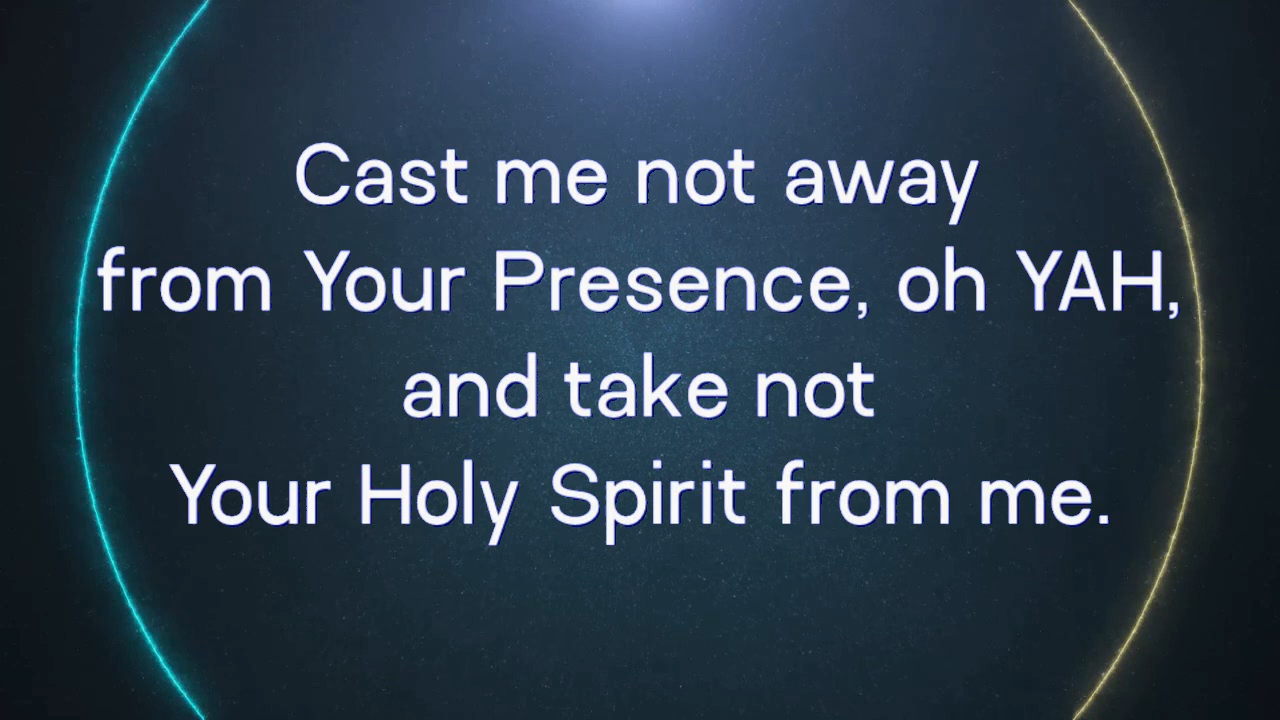 Cast me not away
from Your Presence, oh YAH,
and take not
Your Holy Spirit from me.